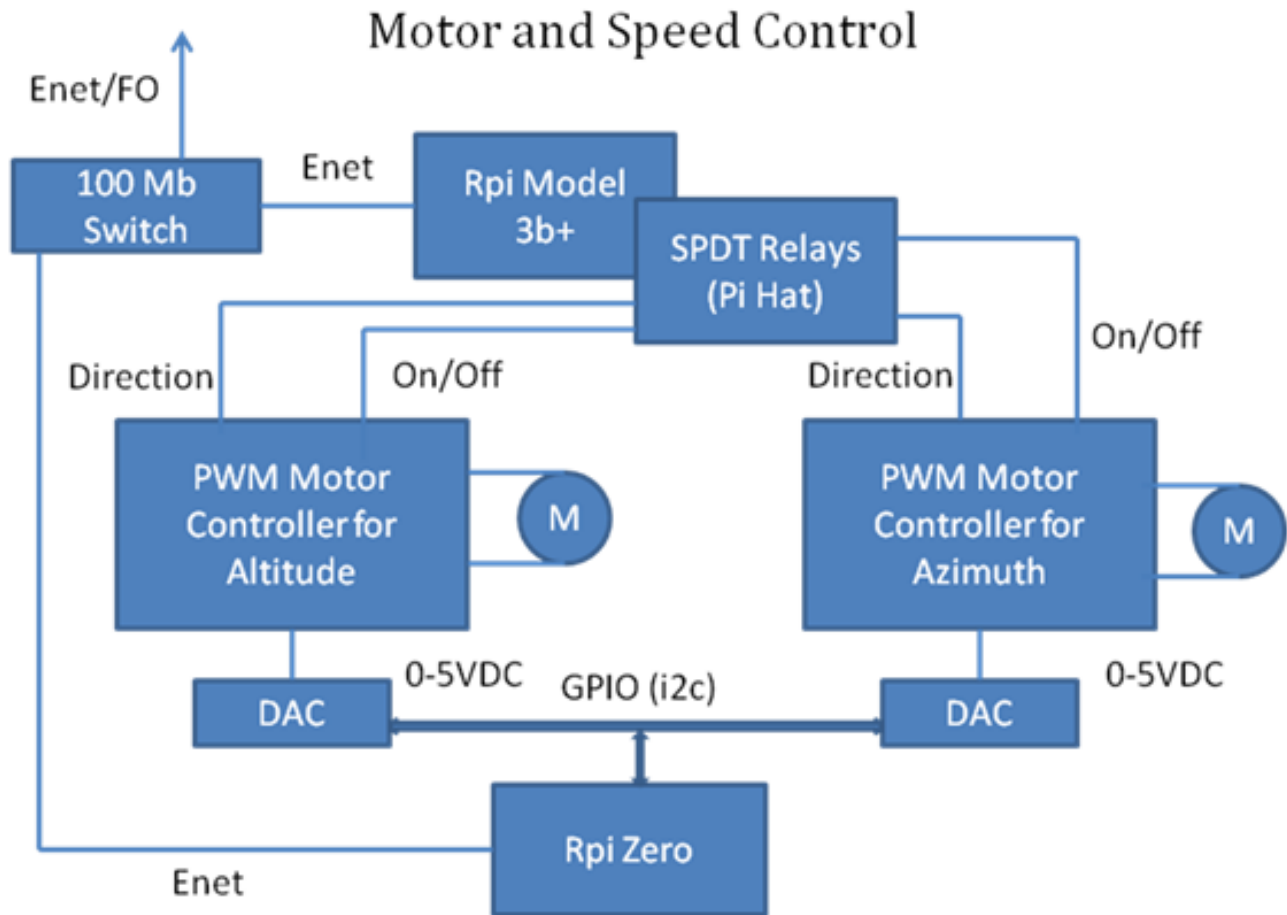 Motor and Speed Control
Enet/FO
100 Mb
Switch
Enet
Rpi Model
3b+
SPDT Relays
(Pi Hat)
Direction
On/Off
Direction
On/Off
PWM Motor
Controller for
Altitude
M
PWM Motor
Controller for
Azimuth
M
0-5VDC
GPIO (i2c)
0-5VDC
DAC
DAC
Rpi Zero
Enet